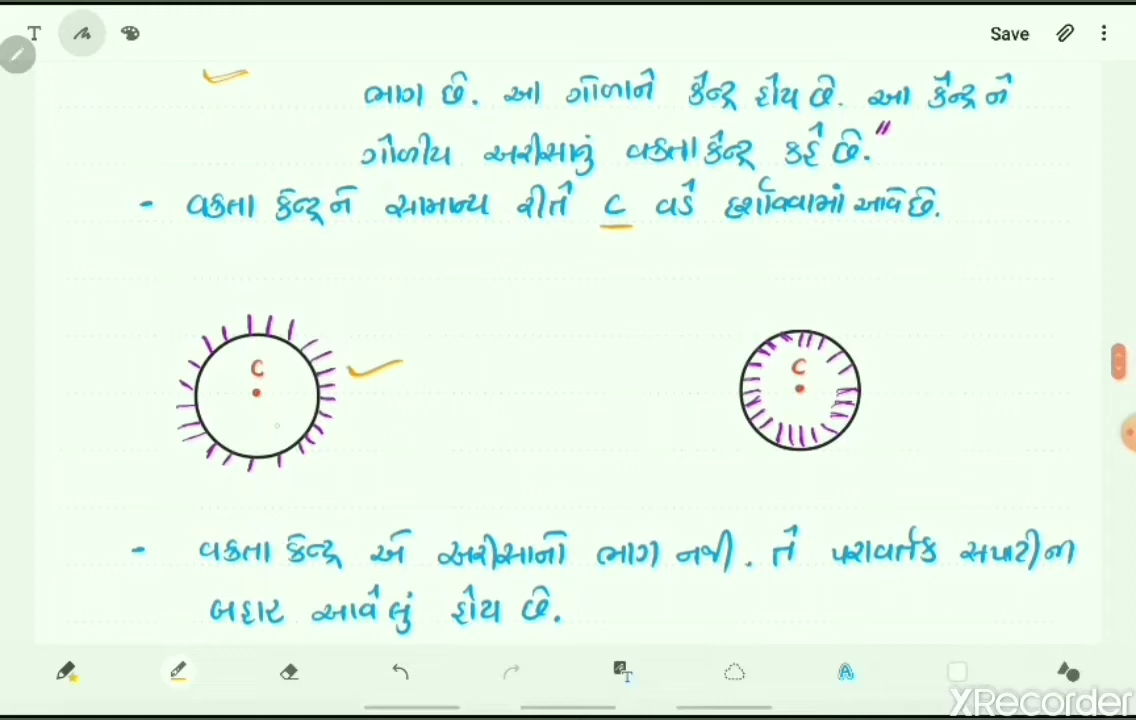 T
Save
ભાગ છે. આ ગોળાને કેન્દ્ર હોય છે. આ કેન્દ્ર ને
ગોળીય અરીસાનું વક્રતા કેન્દ્ર કહે છે."
- વક્રતા કેન્દ્રને સામાન્ય રીતે C વડે દર્શાવવામાં આવે છે.
C C
- વક્રતા કેન્દ્ર એ અરીસાનો ભાગ નથી. તે પરાવર્તક સપાટીની
બહાર આવેલું હોય છે.
XRecorder